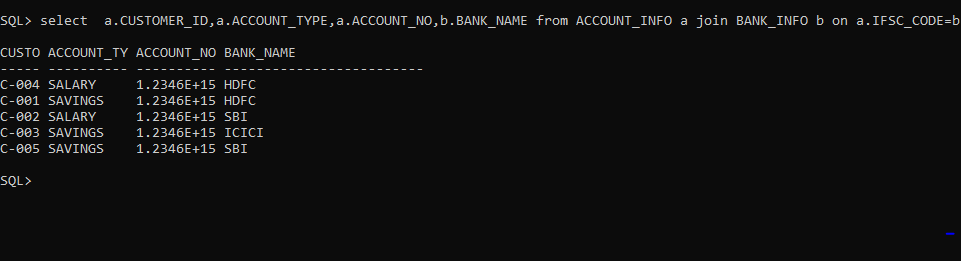 SQL> select  a.CUSTOMER_ID,a.ACCOUNT_TYPE,a.ACCOUNT_NO,b.BANK_NAME from ACCOUNT_INFO a join BANK_INFO b on a.IFSC_CODE=b
CUSTO ACCOUNT_TY ACCOUNT_NO BANK_NAME
----- ---------- ---------- -------------------------
C-004 SALARY     1.2346E+15 HDFC
C-001 SAVINGS    1.2346E+15 HDFC
C-002 SALARY     1.2346E+15 SBI
C-003 SAVINGS    1.2346E+15 ICICI
C-005 SAVINGS    1.2346E+15 SBI
SQL>